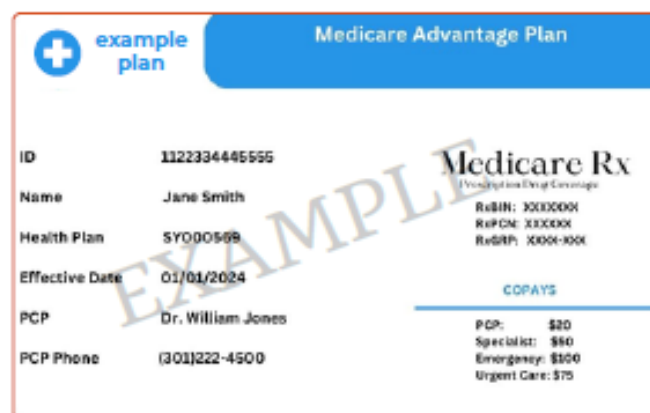 example
plan
Medicare Advantage Plan
ID 1122334445555
Name Jane Smith
Health Plan SY000569
Effective Date 01/01/2024
PCP Dr. William Jones
PCP Phone (301)222-4500
EXAMPLE
Medicare Rx
Prescription Drug Coverage
RxBIN: XXXXXXX
RxPCN: XXXXXX
RxGRP: XXXX-XXX
COPAYS
PCP: $20
Specialist: $50
Emergency: $100
Urgent Care: $75